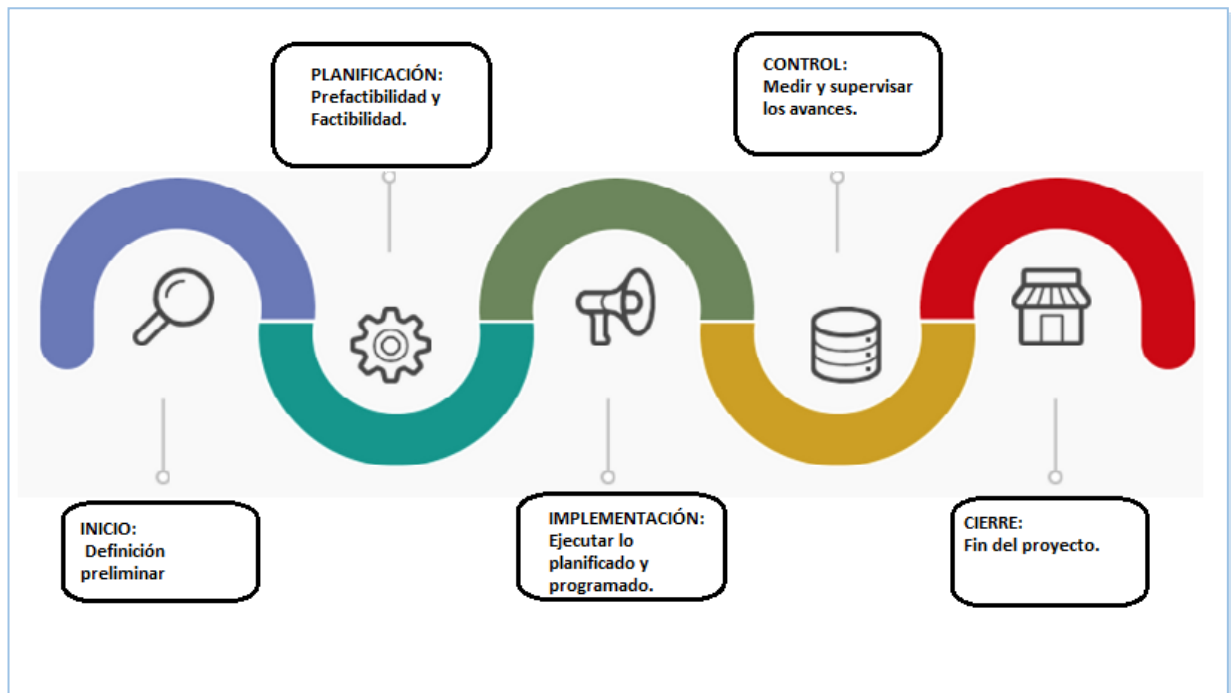 PLANIFICACIÓN:
Prefactibilidad y
Factibilidad.
CONTROL:
Medir y supervisar
los avances.
INICIO:
Definición
preliminar
IMPLEMENTACIÓN:
Ejecutar lo
planificado y
programado.
CIERRE:
Fin del proyecto.